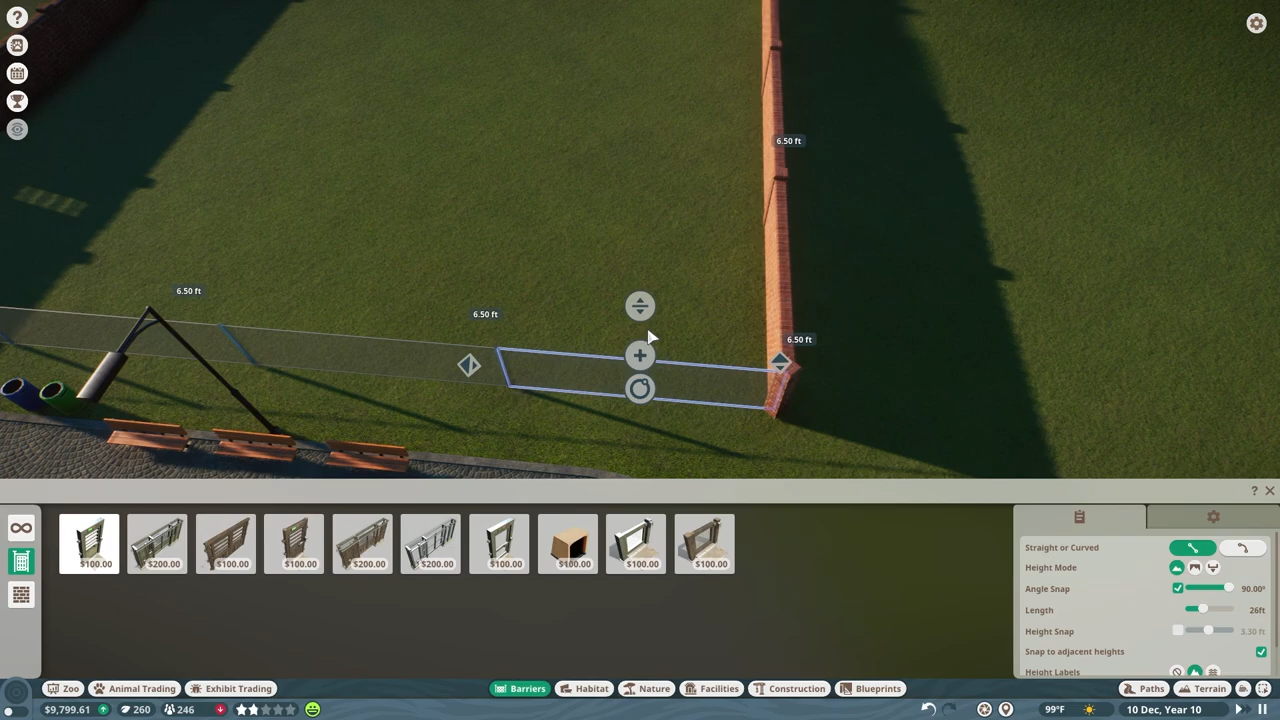 ?
6.50 ft
6.50 ft
6.50 ft
6.50 ft
?
$100.00
$200.00
$100.00
$100.00
$200.00
$200.00
$100.00
$100.00
$100.00
$100.00
Straight or Curved
Height Mode
Angle Snap
90.00°
Length
26ft
Height Snap
3.30 ft
Snap to adjacent heights
Height Labels
Zoo
Animal Trading
Exhibit Trading
Barriers
Habitat
Nature
Facilities
Construction
Blueprints
Paths
Terrain
$9,799.61
260
246
99°F
10 Dec, Year 10